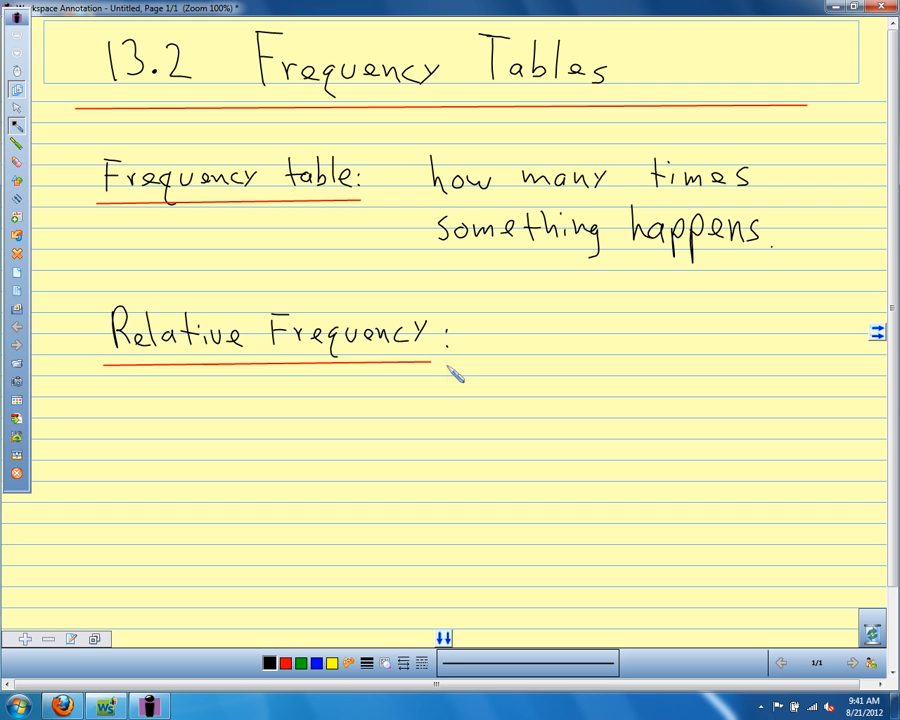 Workspace Annotation - Untitled, Page 1/1 (Zoom 100%) *
13.2 Frequency Tables
Frequency table: how many times
something happens.
Relative Frequency:
1/1
9:41 AM
8/21/2012